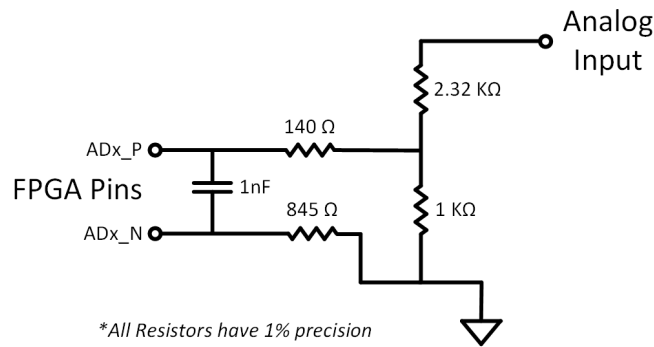 Analog
Input
2.32 KΩ
140 Ω
ADx_P
FPGA Pins
1nF
845 Ω
1 KΩ
ADx_N
*All Resistors have 1% precision